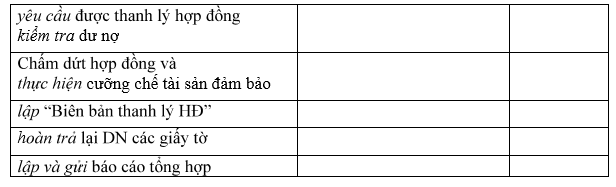 yêu cầu được thanh lý hợp đồng
kiểm tra dư nợ
Chấm dứt hợp đồng và
thực hiện cưỡng chế tài sản đảm bảo
lập “Biên bản thanh lý HĐ”
hoàn trả lại DN các giấy tờ
lập và gửi báo cáo tổng hợp